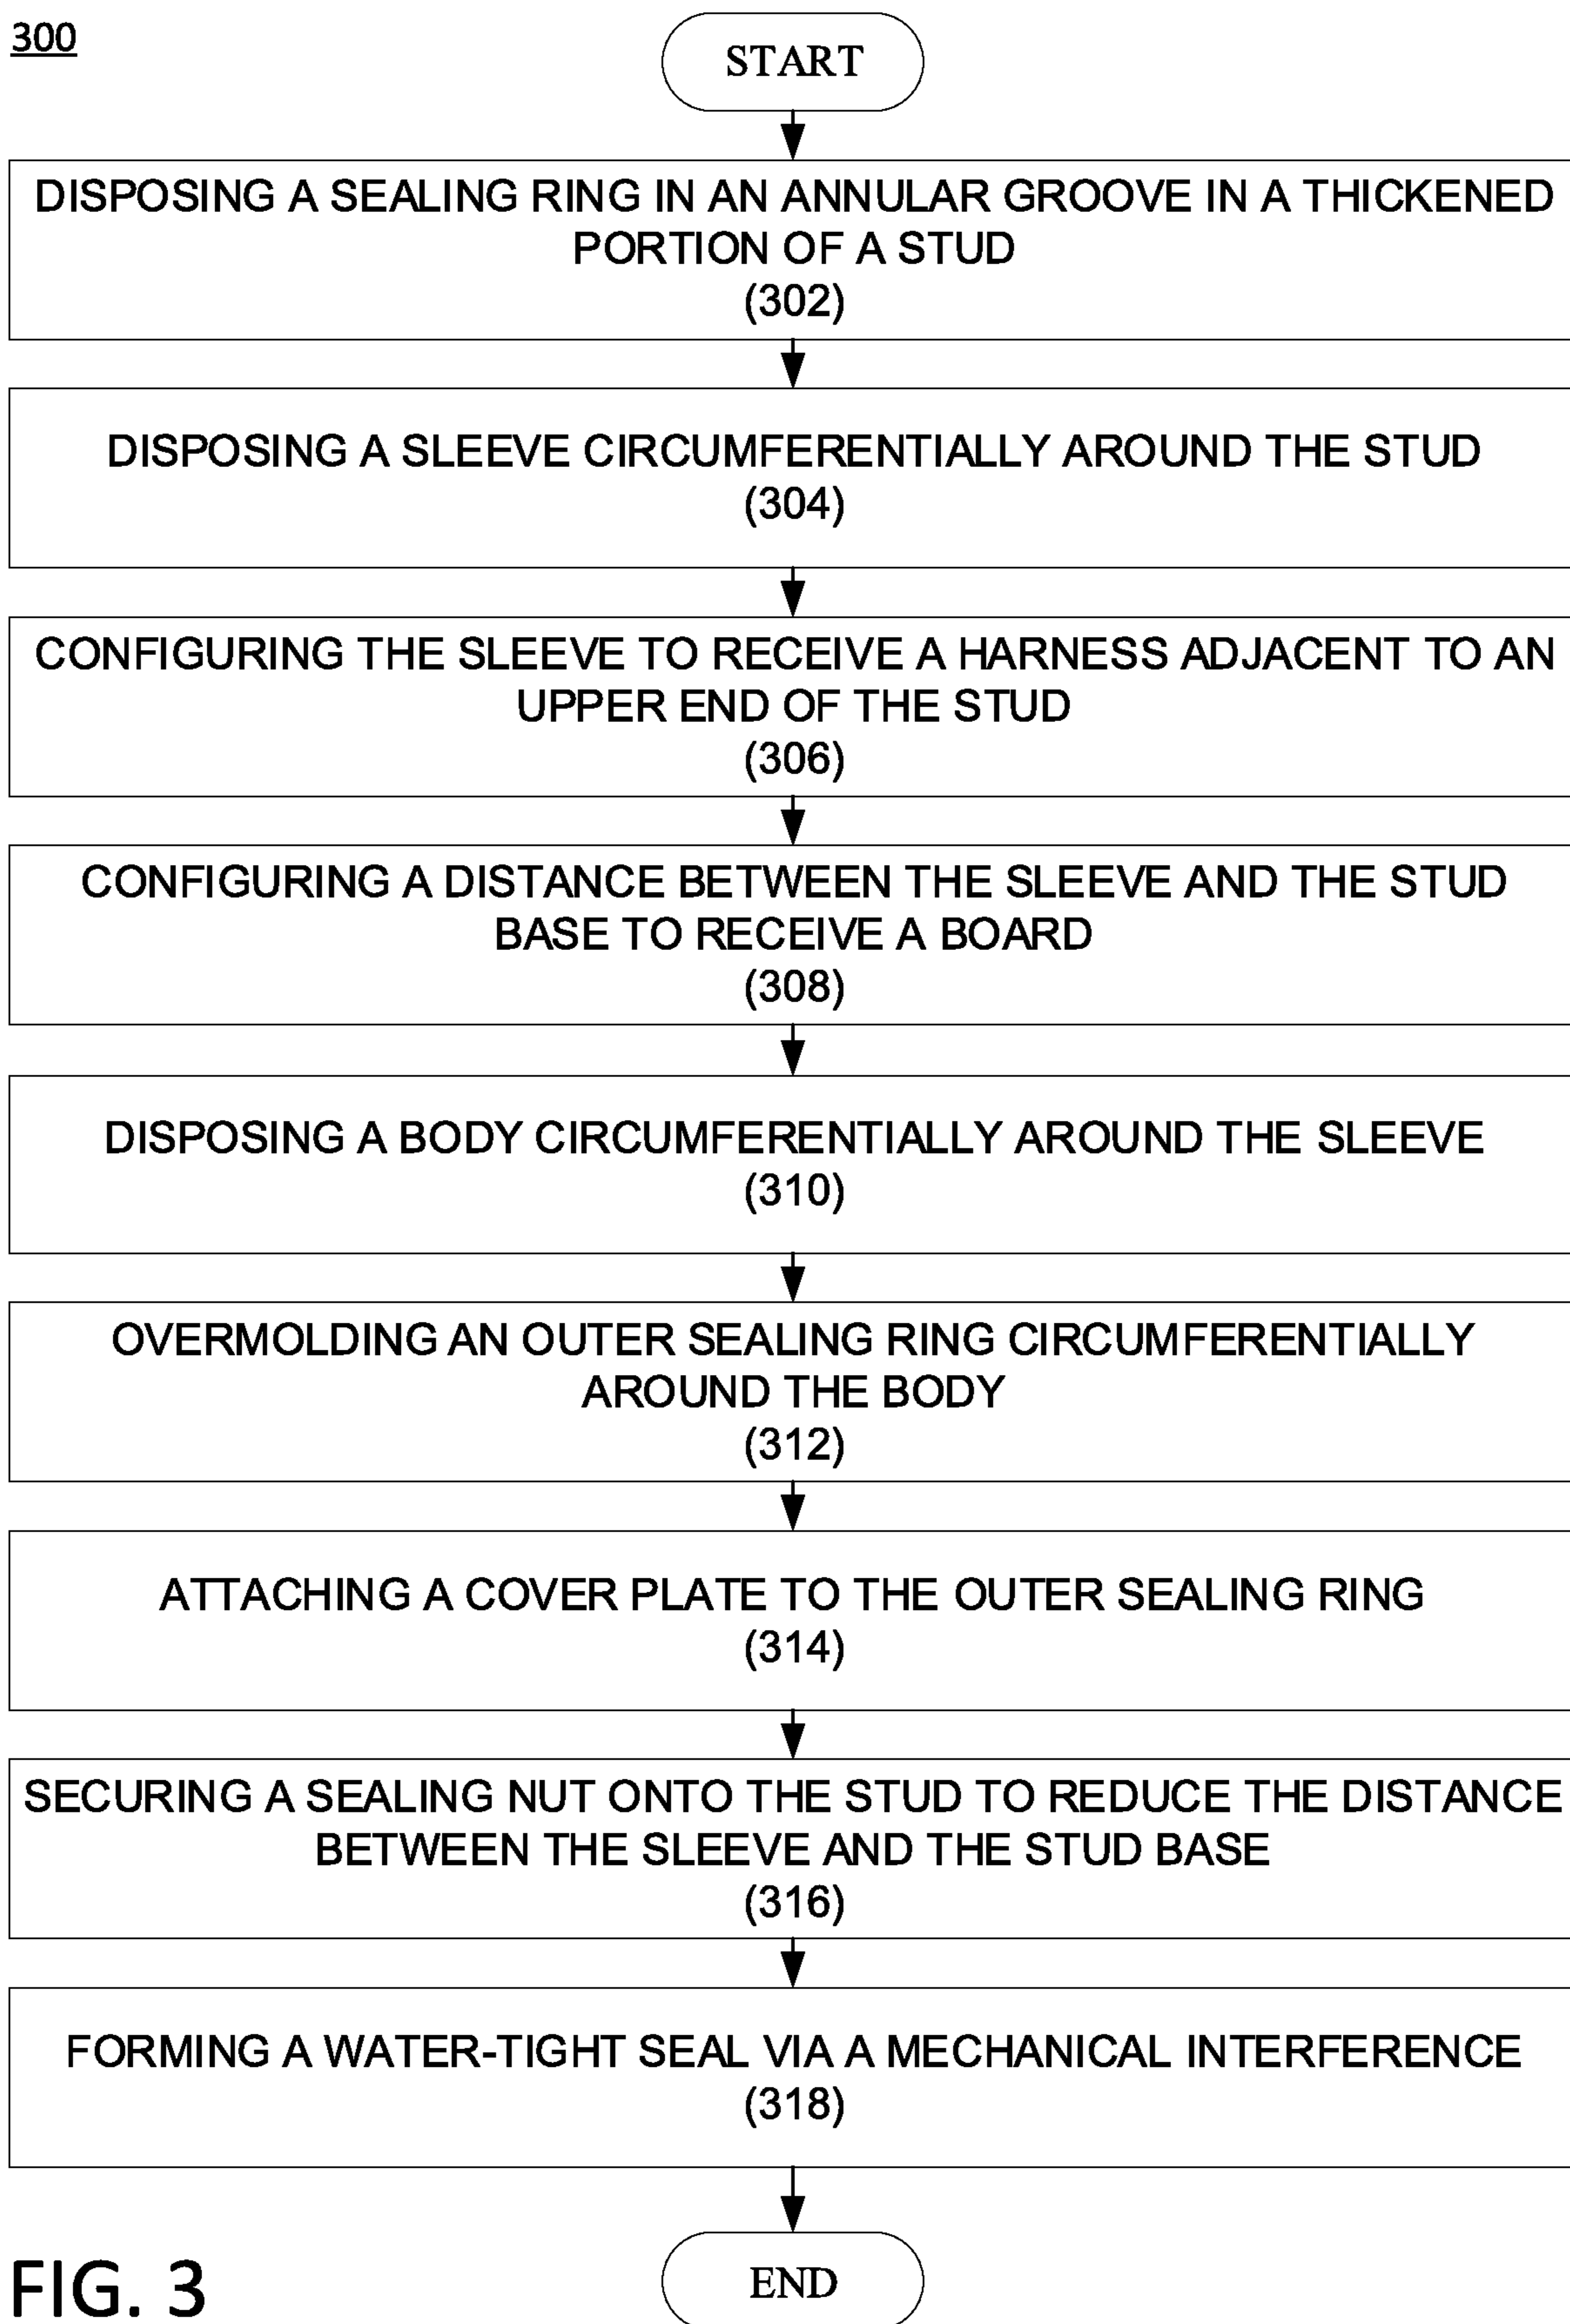 300
START
DISPOSING A SEALING RING IN AN ANNULAR GROOVE IN A THICKENED
PORTION OF A STUD
(302)
DISPOSING A SLEEVE CIRCUMFERENTIALLY AROUND THE STUD
(304)
CONFIGURING THE SLEEVE TO RECEIVE A HARNESS ADJACENT TO AN
UPPER END OF THE STUD
(306)
CONFIGURING A DISTANCE BETWEEN THE SLEEVE AND THE STUD
BASE TO RECEIVE A BOARD
(308)
DISPOSING A BODY CIRCUMFERENTIALLY AROUND THE SLEEVE
(310)
OVERMOLDING AN OUTER SEALING RING CIRCUMFERENTIALLY
AROUND THE BODY
(312)
ATTACHING A COVER PLATE TO THE OUTER SEALING RING
(314)
SECURING A SEALING NUT ONTO THE STUD TO REDUCE THE DISTANCE
BETWEEN THE SLEEVE AND THE STUD BASE
(316)
FORMING A WATER-TIGHT SEAL VIA A MECHANICAL INTERFERENCE
(318)
END
FIG. 3